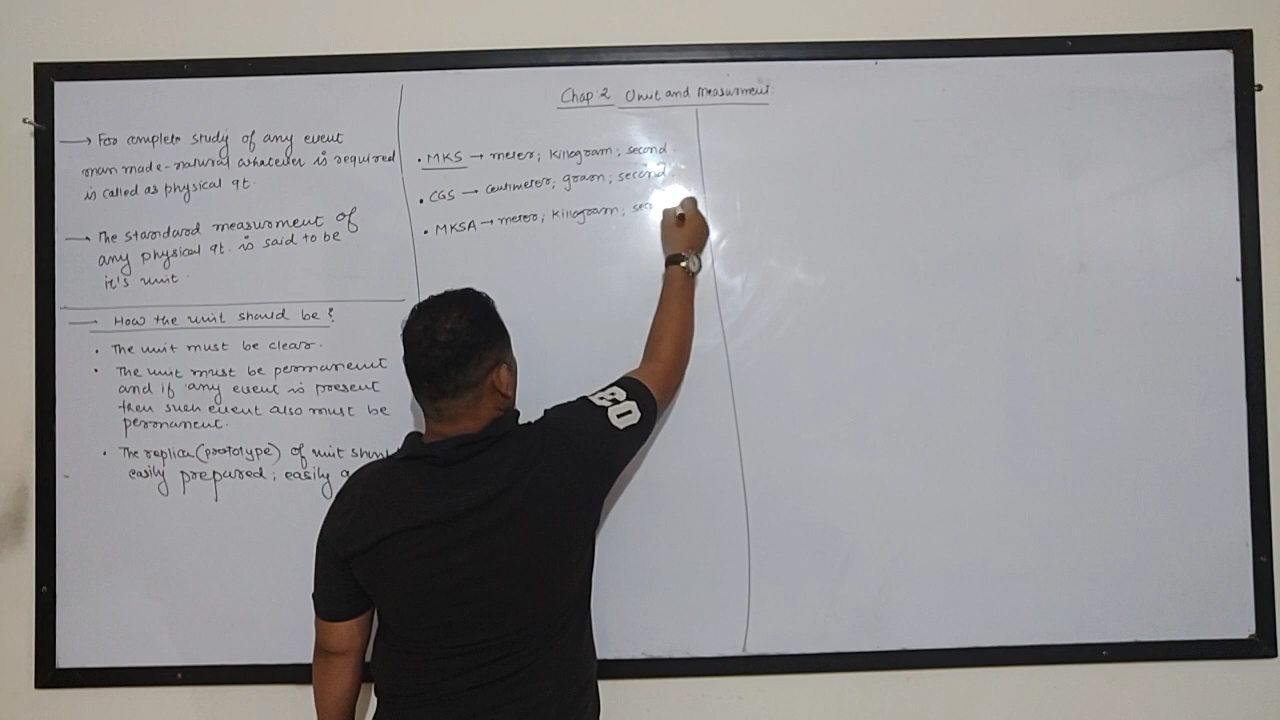 Chap 2 Unit and Measurment:
→ For complete study of any event
man made-natural whatever is required
is called as physical qt.
→ The standard measurment of
any physical qt. is said to be
it's unit.
— How the unit should be ?
• The unit must be clear.
• The unit must be permanent
and if any event is present
then such event also must be
permanent.
• The replica (prototype) of unit
easily prepared; easily
• MKS → meter; killogram; second.
• CGS → Centimeter; gram; second.
• MKSA → meter; killogram; sec
80